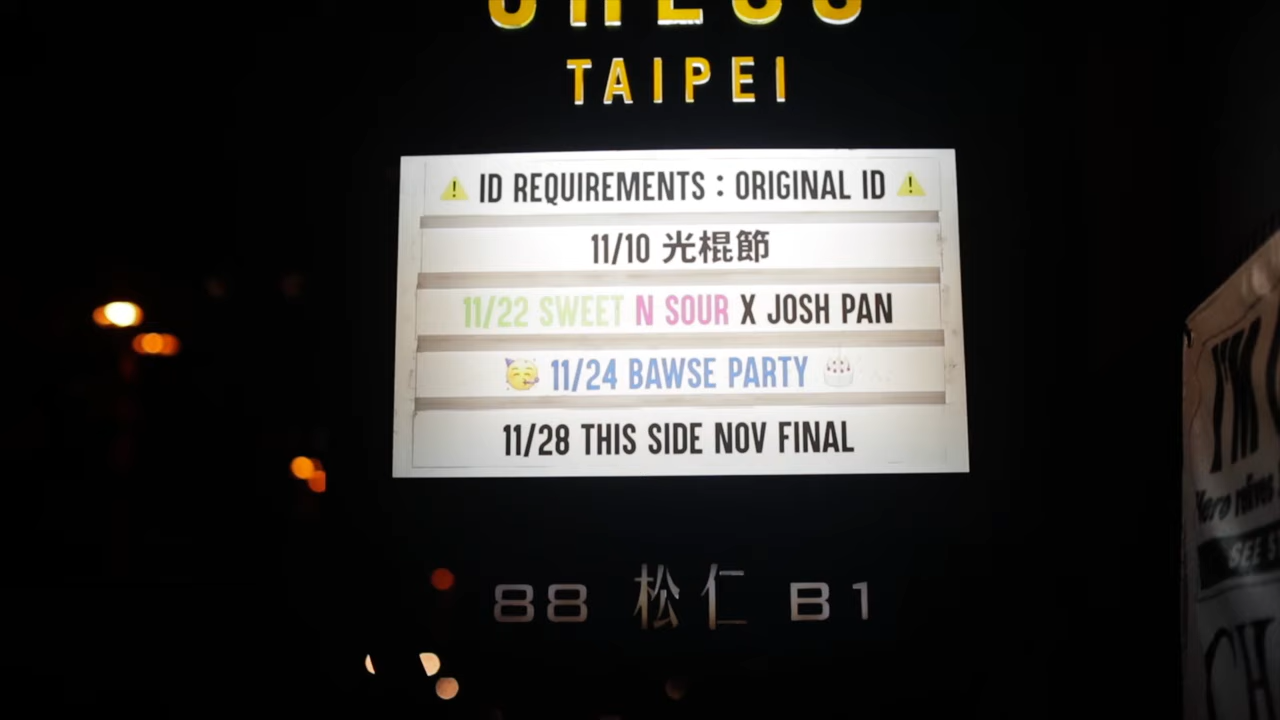 TAIPEI
⚠ ID REQUIREMENTS : ORIGINAL ID ⚠
11/10 光棍節
11/22 SWEET N SOUR X JOSH PAN
🥳 11/24 BAWSE PARTY 🎂
11/28 THIS SIDE NOV FINAL
88 松仁 B1
I'M
SEE